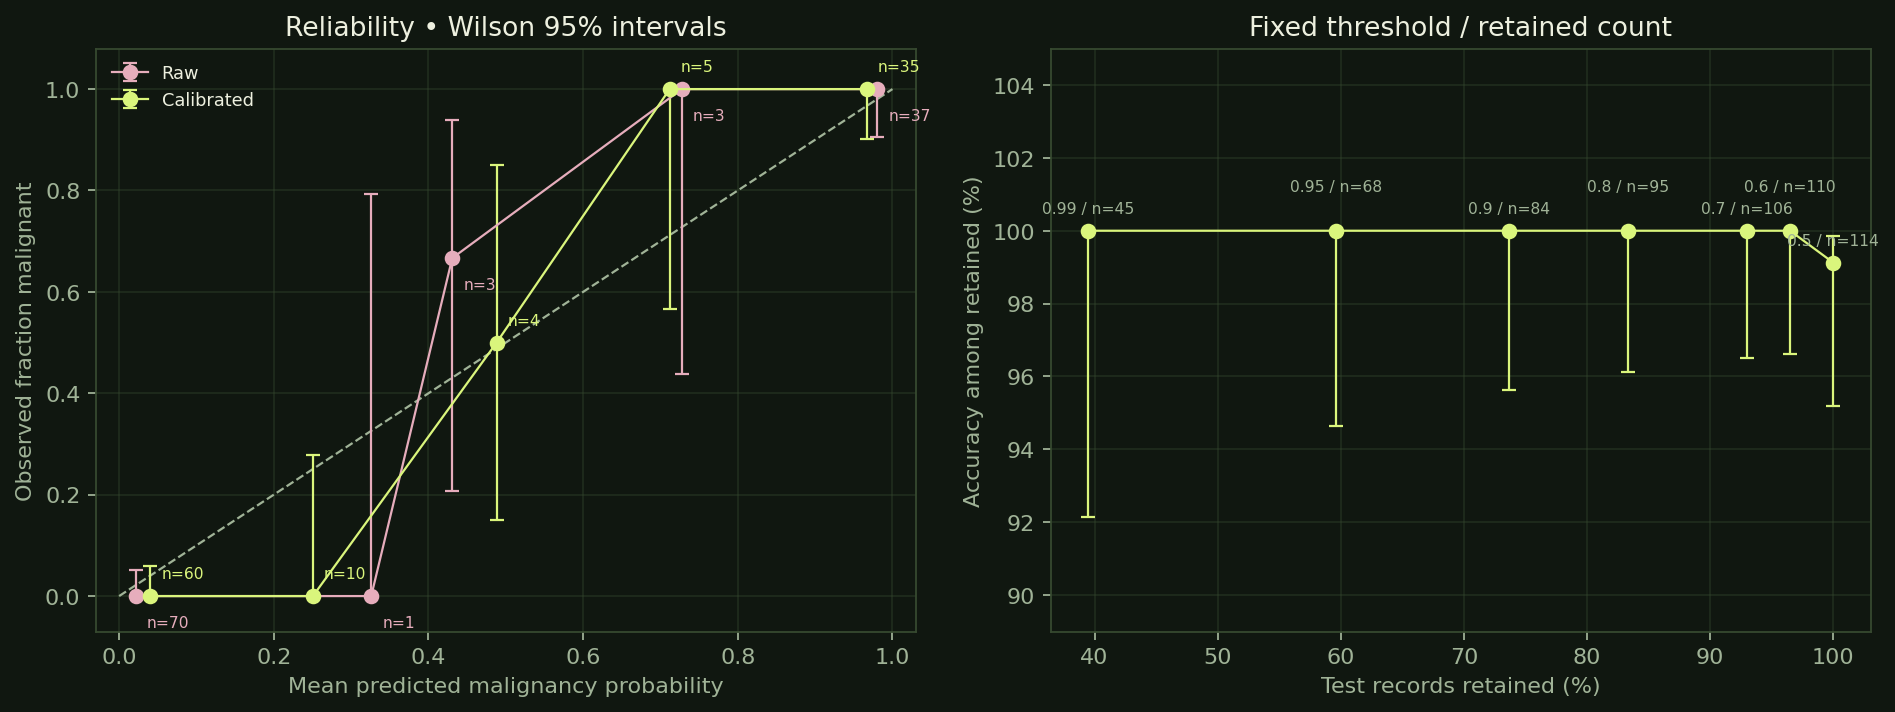 Reliability • Wilson 95% intervals
Raw
Calibrated
n=5
n=35
n=3
n=37
n=3
n=4
n=60
n=10
n=70
n=1
1.0
0.8
0.6
0.4
0.2
0.0
0.0 0.2 0.4 0.6 0.8 1.0
Observed fraction malignant
Mean predicted malignancy probability
Fixed threshold / retained count
0.99 / n=45
0.95 / n=68
0.9 / n=84
0.8 / n=95
0.7 / n=106
0.6 / n=110
0.5 / n=114
104
102
100
98
96
94
92
90
40 50 60 70 80 90 100
Accuracy among retained (%)
Test records retained (%)